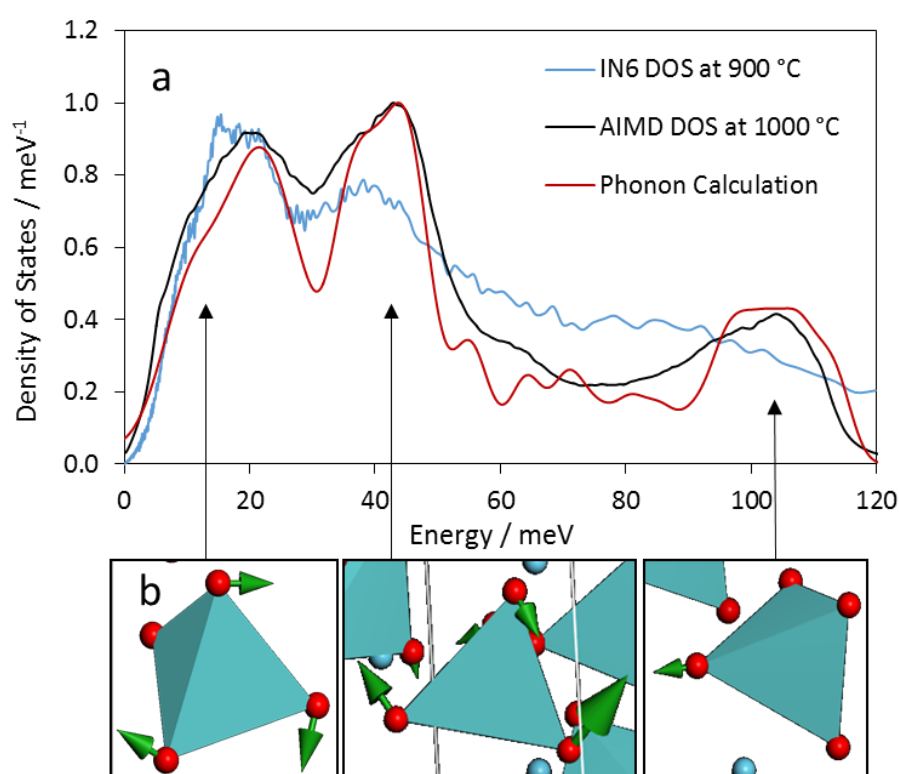 1.2
1.0
0.8
0.6
0.4
0.2
0.0
Density of States / meV⁻¹
a
IN6 DOS at 900 °C
AIMD DOS at 1000 °C
Phonon Calculation
0 20 40 60 80 100 120
Energy / meV
b